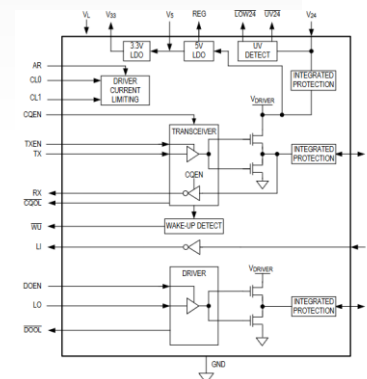 VL V33 V5 REG LOW24 UV24 V24
3.3V LDO
5V LDO
UV DETECT
INTEGRATED PROTECTION
AR
CL0
CL1
DRIVER CURRENT LIMITING
VDRIVER
CQEN
TRANSCEIVER
TXEN
TX
INTEGRATED PROTECTION
CQEN
RX
CQOL
WU
WAKE-UP DETECT
LI
DRIVER
VDRIVER
DOEN
LO
INTEGRATED PROTECTION
DOOL
GND